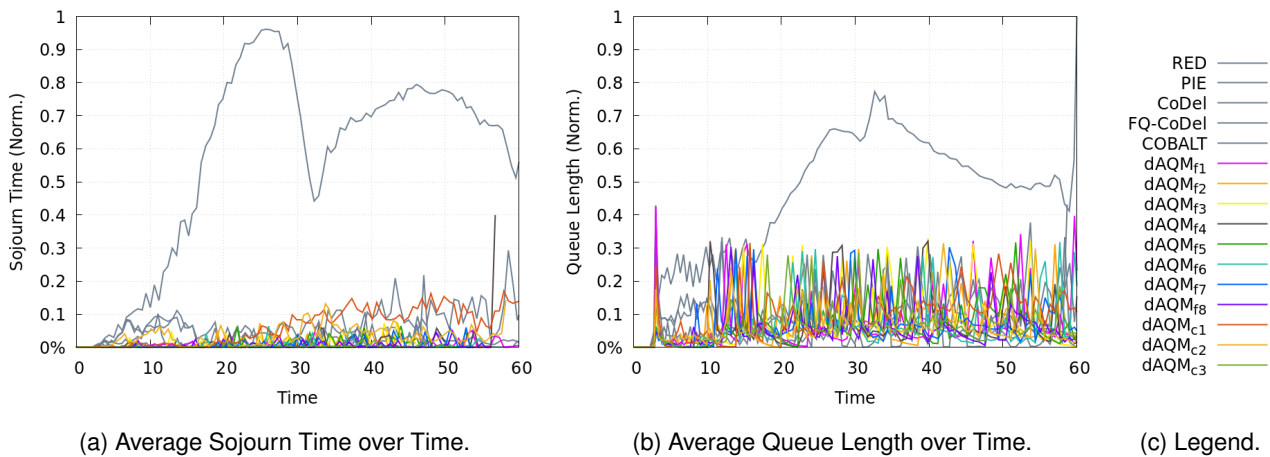 1
0.9
0.8
0.7
0.6
0.5
0.4
0.3
0.2
0.1
0%
0 10 20 30 40 50 60
Sojourn Time (Norm.)
Time
(a) Average Sojourn Time over Time.
1
0.9
0.8
0.7
0.6
0.5
0.4
0.3
0.2
0.1
0%
0 10 20 30 40 50 60
Queue Length (Norm.)
Time
(b) Average Queue Length over Time.
RED
PIE
CoDel
FQ-CoDel
COBALT
dAQMf1
dAQMf2
dAQMf3
dAQMf4
dAQMf5
dAQMf6
dAQMf7
dAQMf8
dAQMc1
dAQMc2
dAQMc3
(c) Legend.